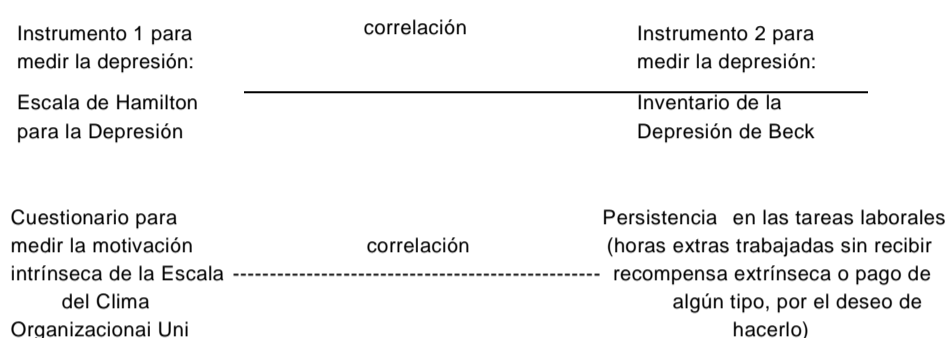 Instrumento 1 para
medir la depresión:
Escala de Hamilton
para la Depresión
correlación
Instrumento 2 para
medir la depresión:
Inventario de la
Depresión de Beck
Cuestionario para
medir la motivación
intrínseca de la Escala
del Clima
Organizacionai Uni
correlación
Persistencia en las tareas laborales
(horas extras trabajadas sin recibir
recompensa extrínseca o pago de
algún tipo, por el deseo de
hacerlo)